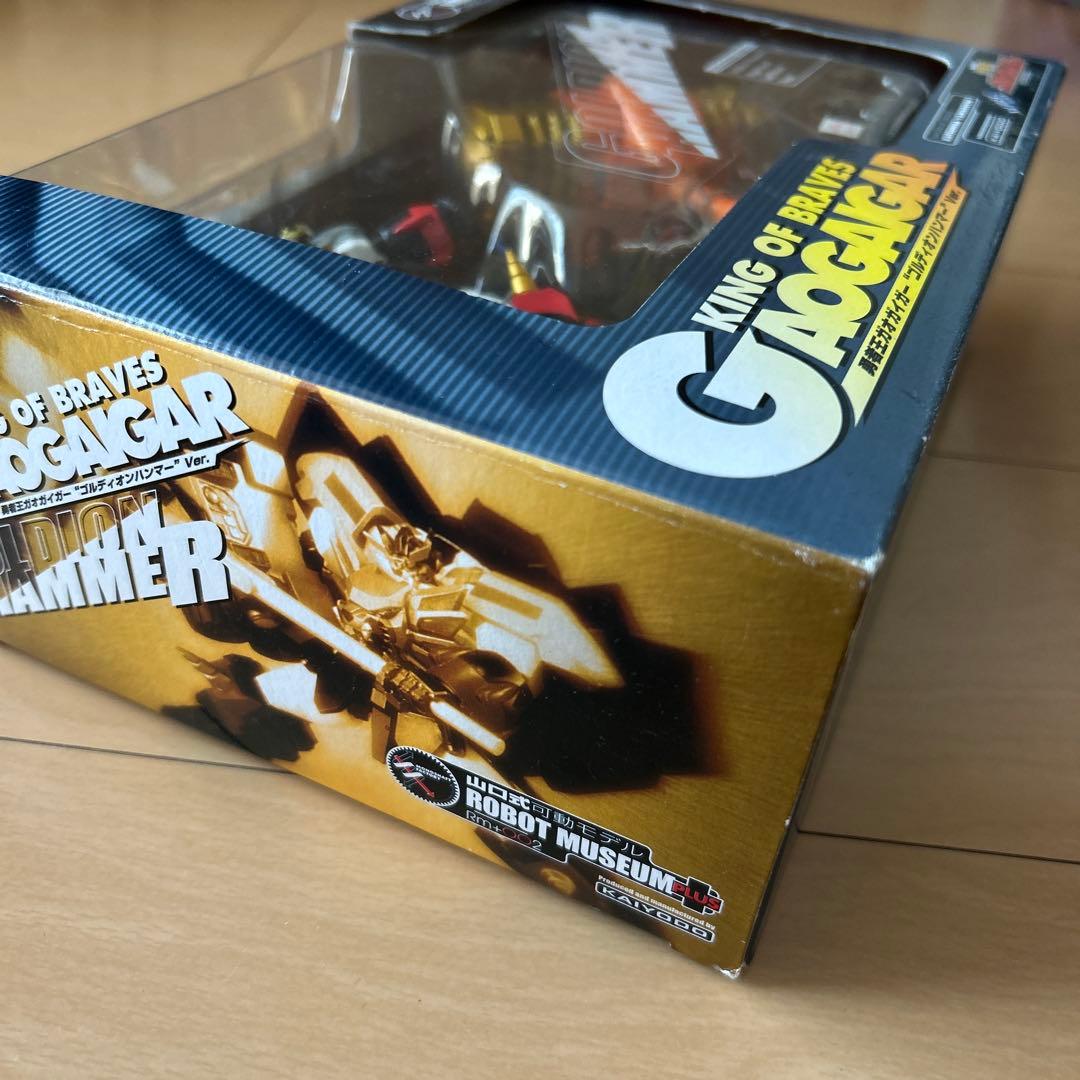 KING OF BRAVES
GAOGAIGAR
勇者王ガオガイガー "ゴルディオンハンマー" Ver.
HAMMER
OF BRAVES
OGAIGAR
勇者王ガオガイガー "ゴルディオンハンマー" Ver.
DION
HAMMER
山口式可動モデル
ROBOT MUSEUM PLUS
Rm+002
Produced and manufactured by
KAIYODO